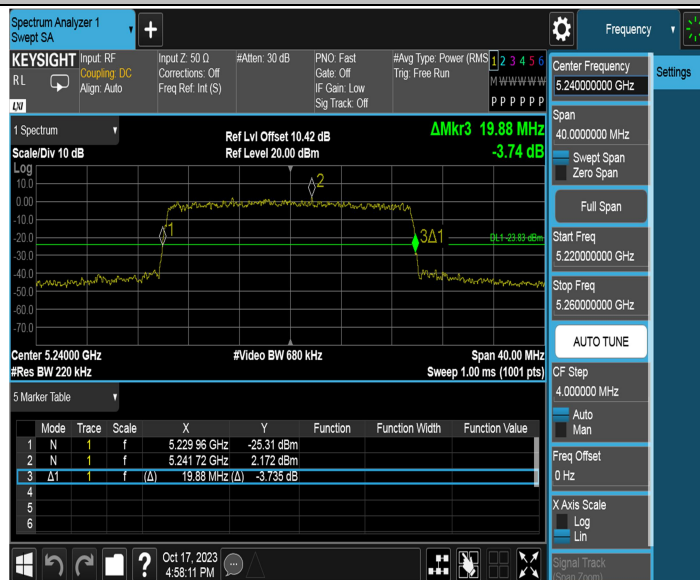 Spectrum Analyzer 1
Swept SA
Frequency
KEYSIGHT
RL
LXI
Input: RF
Coupling: DC
Align: Auto
Input Z: 50 Ω
Corrections: Off
Freq Ref: Int (S)
#Atten: 30 dB
PNO: Fast
Gate: Off
IF Gain: Low
Sig Track: Off
#Avg Type: Power (RMS
Trig: Free Run
1 2 3 4 5 6
M W W W W W
P P P P P P
1 Spectrum
Scale/Div 10 dB
Ref Lvl Offset 10.42 dB
Ref Level 20.00 dBm
ΔMkr3 19.88 MHz
-3.74 dB
Log
10.0
0.00
-10.0
-20.0
-30.0
-40.0
-50.0
-60.0
-70.0
1
2
3Δ1
DL1 -23.83 dBm
Center 5.24000 GHz
#Res BW 220 kHz
#Video BW 680 kHz
Span 40.00 MHz
Sweep 1.00 ms (1001 pts)
5 Marker Table
Mode Trace Scale X Y Function Function Width Function Value
1 N 1 f 5.229 96 GHz -25.31 dBm
2 N 1 f 5.241 72 GHz 2.172 dBm
3 Δ1 1 f (Δ) 19.88 MHz (Δ) -3.735 dB
4
5
6
?
Oct 17, 2023
4:58:11 PM
Center Frequency
5.240000000 GHz
Span
40.0000000 MHz
Swept Span
Zero Span
Full Span
Start Freq
5.220000000 GHz
Stop Freq
5.260000000 GHz
AUTO TUNE
CF Step
4.000000 MHz
Auto
Man
Freq Offset
0 Hz
X Axis Scale
Log
Lin
Signal Track
(Span Zoom)
Settings